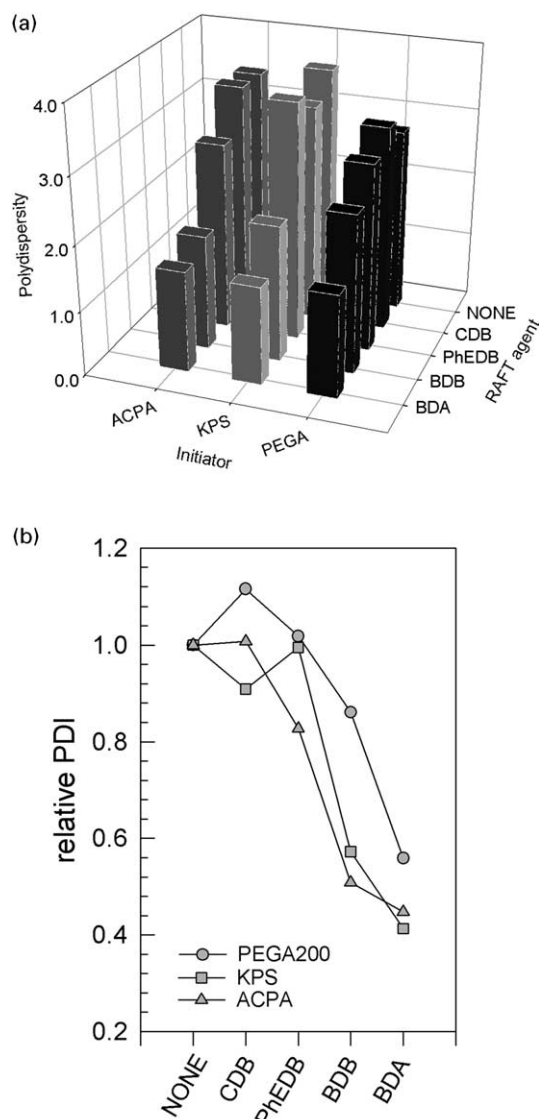 (a)
4.0
3.0
2.0
1.0
0.0
Polydispersity
ACPA
KPS
PEGA
Initiator
NONE
CDB
PhEDB
BDB
BDA
RAFT agent
(b)
1.2
1.0
0.8
0.6
0.4
0.2
relative PDI
PEGA200
KPS
ACPA
NONE
CDB
PhEDB
BDB
BDA